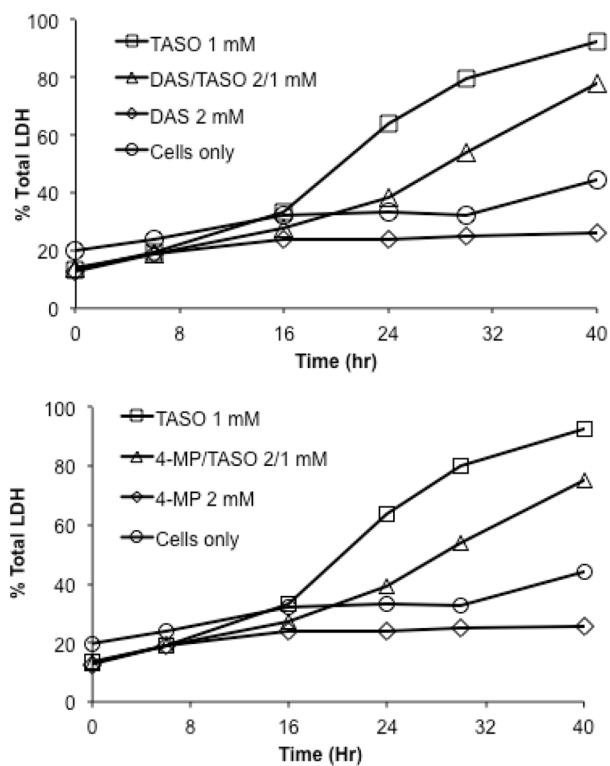 100
80
60
40
20
0
% Total LDH
TASO 1 mM
DAS/TASO 2/1 mM
DAS 2 mM
Cells only
0 8 16 24 32 40
Time (hr)
100
80
60
40
20
0
% Total LDH
TASO 1 mM
4-MP/TASO 2/1 mM
4-MP 2 mM
Cells only
0 8 16 24 32 40
Time (Hr)